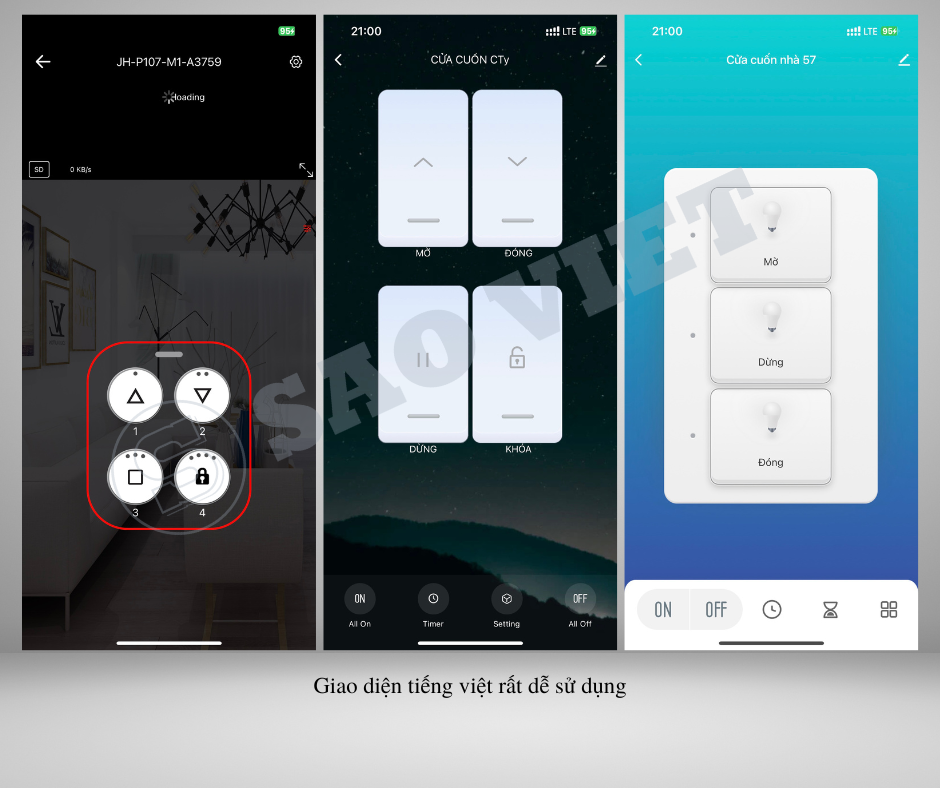 95+
JH-P107-M1-A3759
loading
SD
0 KB/s
1
2
3
4
21:00
LTE 95+
CỬA CUỐN CTy
MỞ
ĐÓNG
DỪNG
KHÓA
ON
OFF
All On
Timer
Setting
All Off
21:00
LTE 95+
Cửa cuốn nhà 57
Mở
Dừng
Đóng
ON
OFF
SAO VIET
Giao diện tiếng việt rất dễ sử dụng